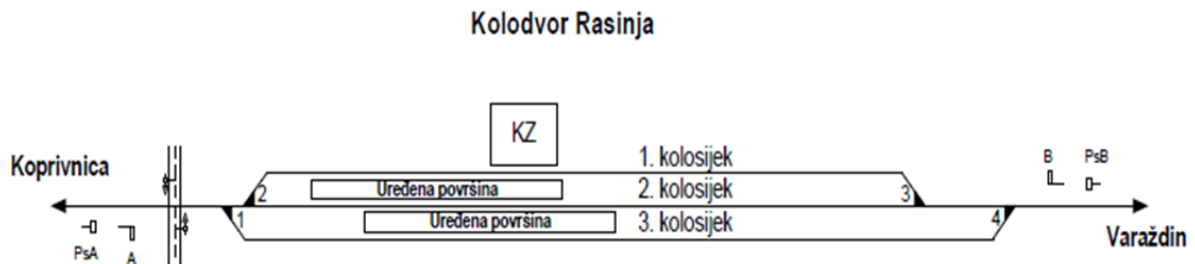 Kolodvor Rasinja
KZ
Koprivnica
1. kolosijek
B
PsB
2
Uređena površina
2. kolosijek
3
1
Uređena površina
3. kolosijek
4
PsA
A
Varaždin